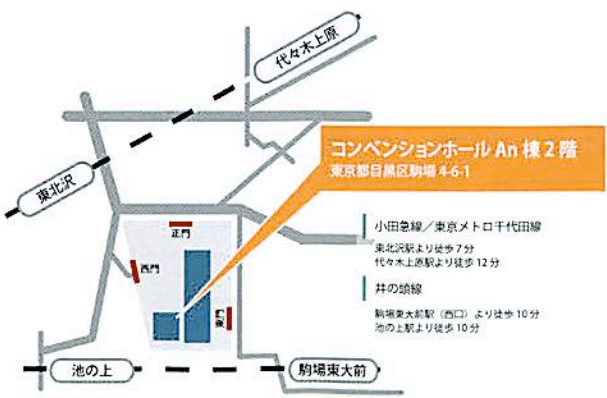 代々木上原
コンベンションホール An 棟 2 階
東京都目黒区駒場 4-6-1
東北沢
正門
西門
東門
小田急線／東京メトロ千代田線
東北沢駅より徒歩 7 分
代々木上原駅より徒歩 12 分
井の頭線
駒場東大前駅（西口）より徒歩 10 分
池の上駅より徒歩 10 分
池の上
駒場東大前